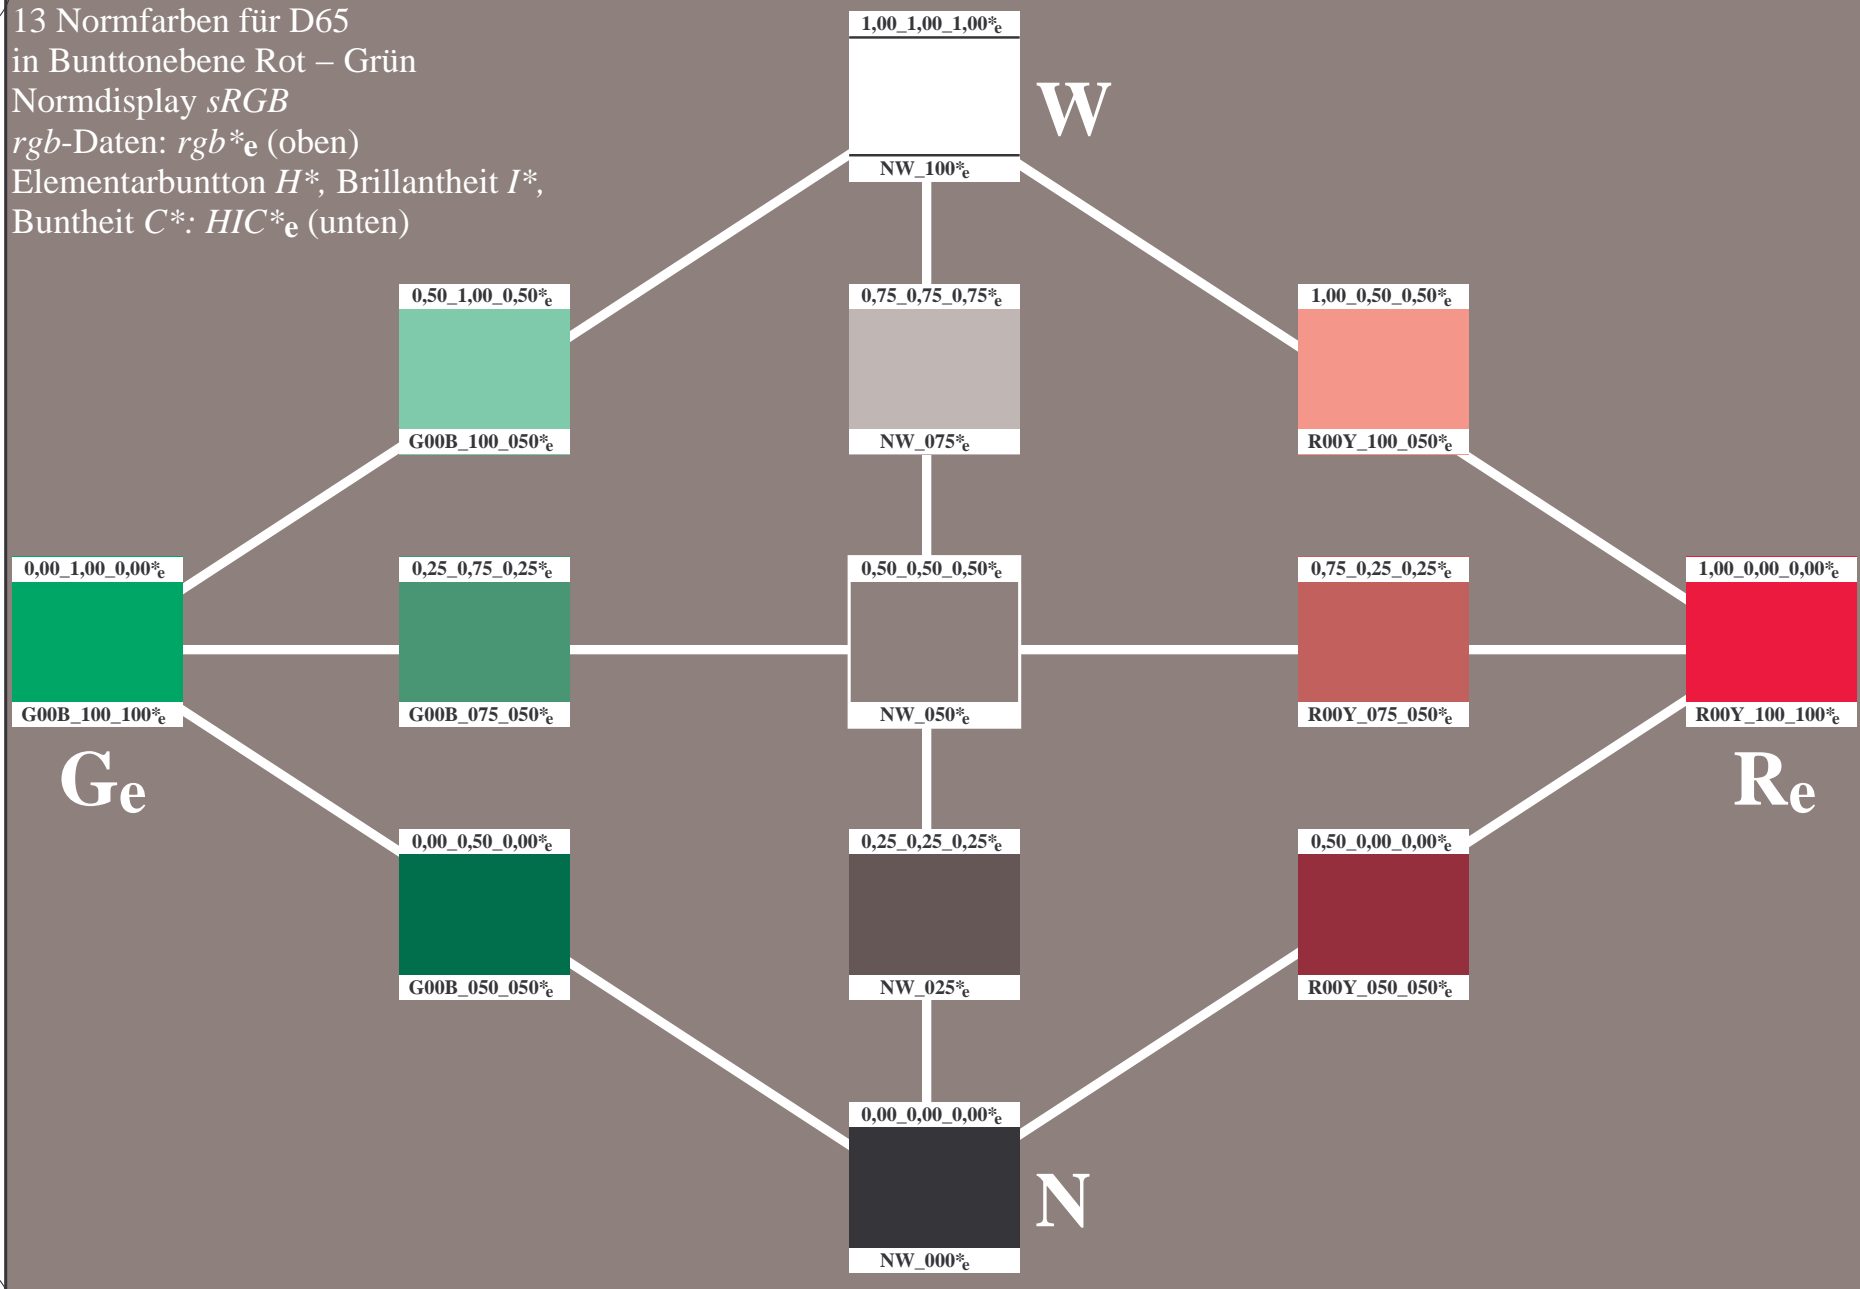 13 Normfarben für D65
in Bunttonebene Rot – Grün
Normdisplay sRGB
rgb-Daten: rgb*e (oben)
Elementarbuntton H*, Brillantheit I*,
Buntheit C*: HIC*e (unten)
1,00_1,00_1,00*e
W
NW_100*e
0,50_1,00_0,50*e
0,75_0,75_0,75*e
1,00_0,50_0,50*e
G00B_100_050*e
NW_075*e
R00Y_100_050*e
0,00_1,00_0,00*e
0,25_0,75_0,25*e
0,50_0,50_0,50*e
0,75_0,25_0,25*e
1,00_0,00_0,00*e
G00B_100_100*e
G00B_075_050*e
NW_050*e
R00Y_075_050*e
R00Y_100_100*e
Ge
Re
0,00_0,50_0,00*e
0,25_0,25_0,25*e
0,50_0,00_0,00*e
G00B_050_050*e
NW_025*e
R00Y_050_050*e
0,00_0,00_0,00*e
N
NW_000*e